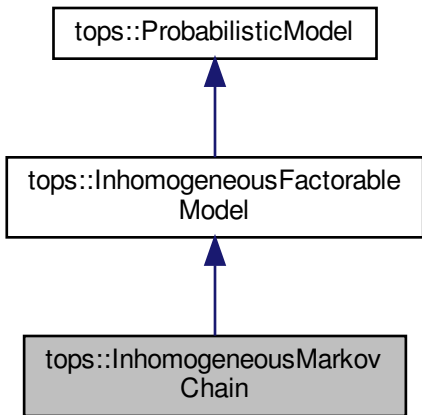 tops::ProbabilisticModel
tops::InhomogeneousFactorable
Model
tops::InhomogeneousMarkov
Chain